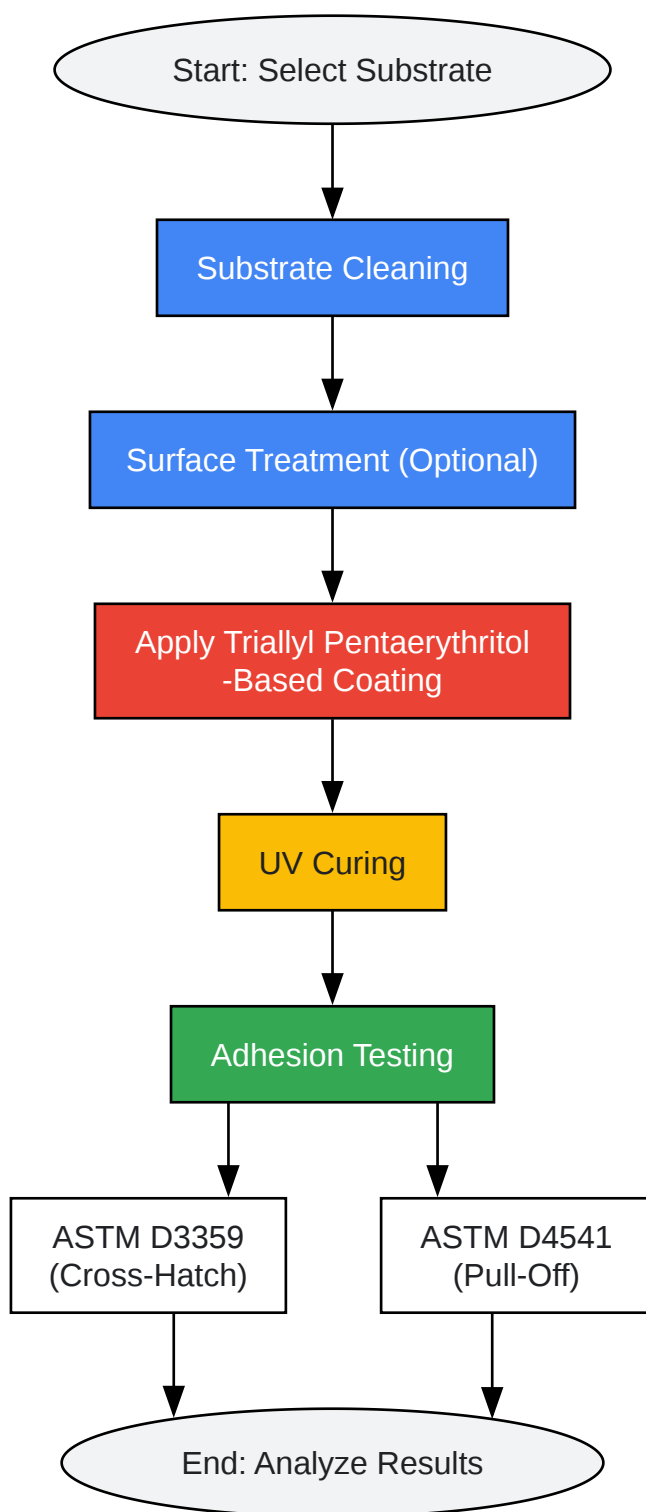 Start: Select Substrate
Substrate Cleaning
Surface Treatment (Optional)
Apply Triallyl Pentaerythritol
-Based Coating
UV Curing
Adhesion Testing
ASTM D3359
(Cross-Hatch)
ASTM D4541
(Pull-Off)
End: Analyze Results